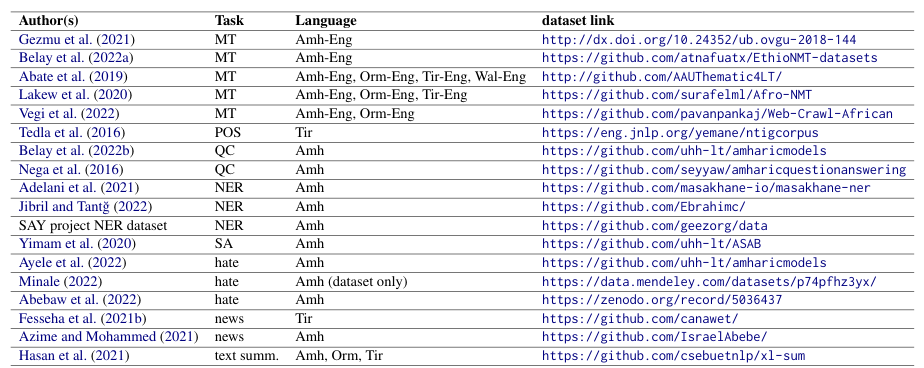 Author(s) Task Language dataset link
Gezmu et al. (2021) MT Amh-Eng http://dx.doi.org/10.24352/ub.ovgu-2018-144
Belay et al. (2022a) MT Amh-Eng https://github.com/atnafuatx/EthioNMT-datasets
Abate et al. (2019) MT Amh-Eng, Orm-Eng, Tir-Eng, Wal-Eng http://github.com/AAUThematic4LT/
Lakew et al. (2020) MT Amh-Eng, Orm-Eng, Tir-Eng https://github.com/surafelml/Afro-NMT
Vegi et al. (2022) MT Amh-Eng, Orm-Eng https://github.com/pavanpankaj/Web-Crawl-African
Tedla et al. (2016) POS Tir https://eng.jnlp.org/yemane/ntigcorpus
Belay et al. (2022b) QC Amh https://github.com/uhh-lt/amharicmodels
Nega et al. (2016) QC Amh https://github.com/seyyaw/amharicquestionanswering
Adelani et al. (2021) NER Amh https://github.com/masakhane-io/masakhane-ner
Jibril and Tantğ (2022) NER Amh https://github.com/Ebrahimc/
SAY project NER dataset NER Amh https://github.com/geezorg/data
Yimam et al. (2020) SA Amh https://github.com/uhh-lt/ASAB
Ayele et al. (2022) hate Amh https://github.com/uhh-lt/amharicmodels
Minale (2022) hate Amh (dataset only) https://data.mendeley.com/datasets/p74pfhz3yx/
Abebaw et al. (2022) hate Amh https://zenodo.org/record/5036437
Fesseha et al. (2021b) news Tir https://github.com/canawet/
Azime and Mohammed (2021) news Amh https://github.com/IsraelAbebe/
Hasan et al. (2021) text summ. Amh, Orm, Tir https://github.com/csebuetnlp/xl-sum